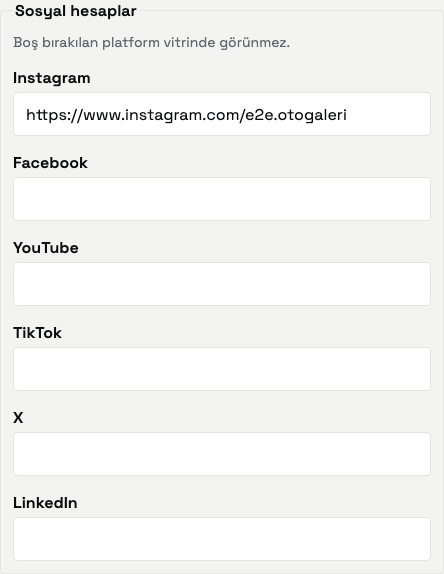 Sosyal hesaplar
Boş bırakılan platform vitrinde görünmez.
Instagram
https://www.instagram.com/e2e.otogaleri
Facebook
YouTube
TikTok
X
LinkedIn